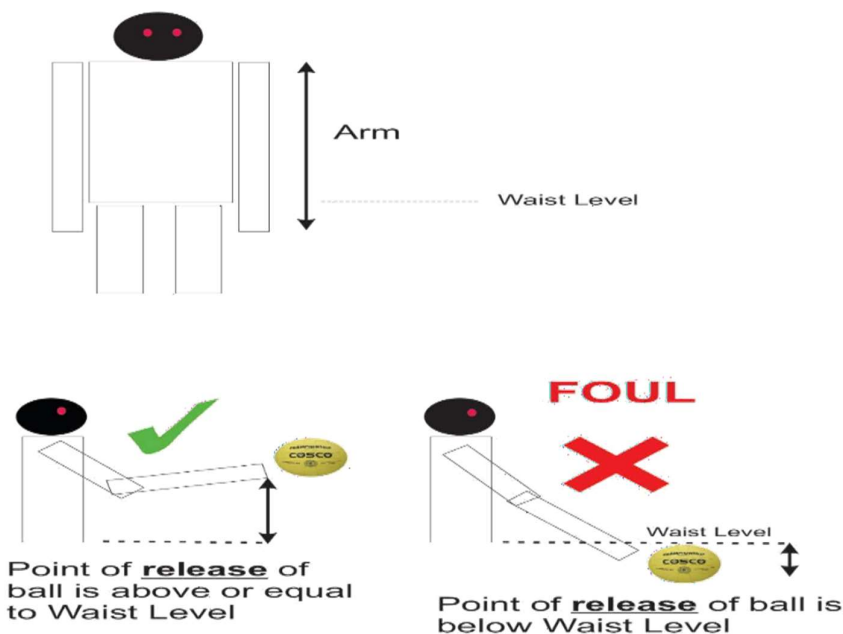 Arm
Waist Level
FOUL
COSCO
COSCO
Waist Level
Point of release of
ball is above or equal
to Waist Level
Point of release of ball is
below Waist Level